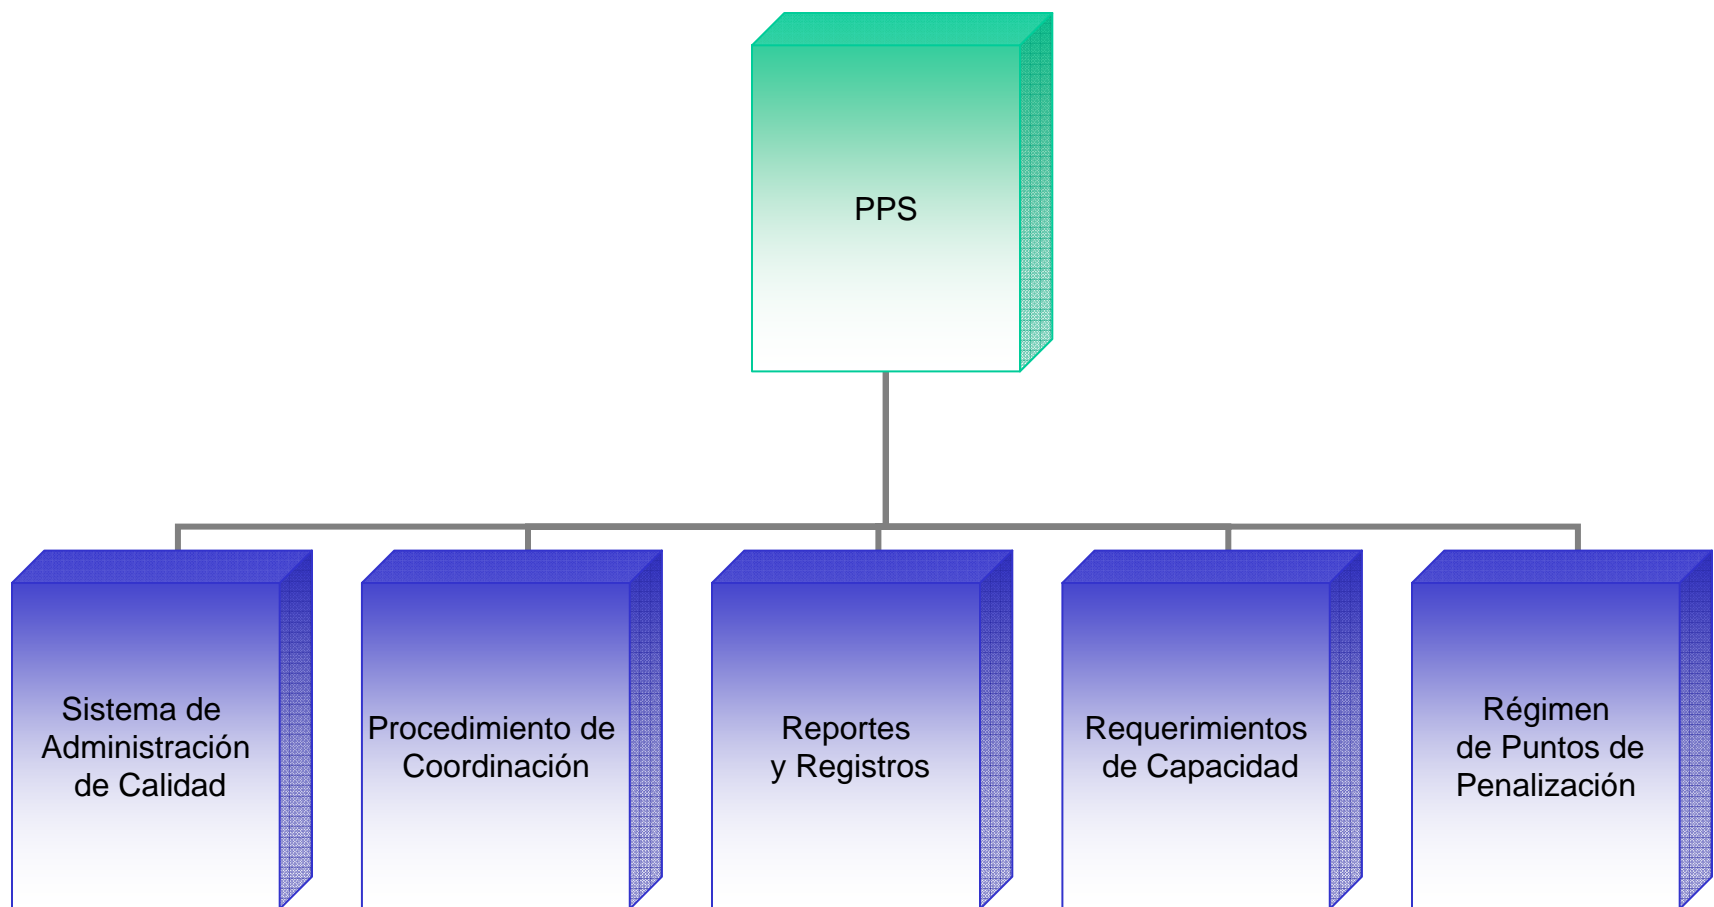 PPS
Sistema de
Administración
de Calidad
Procedimiento de
Coordinación
Reportes
y Registros
Requerimientos
de Capacidad
Régimen
de Puntos de
Penalización